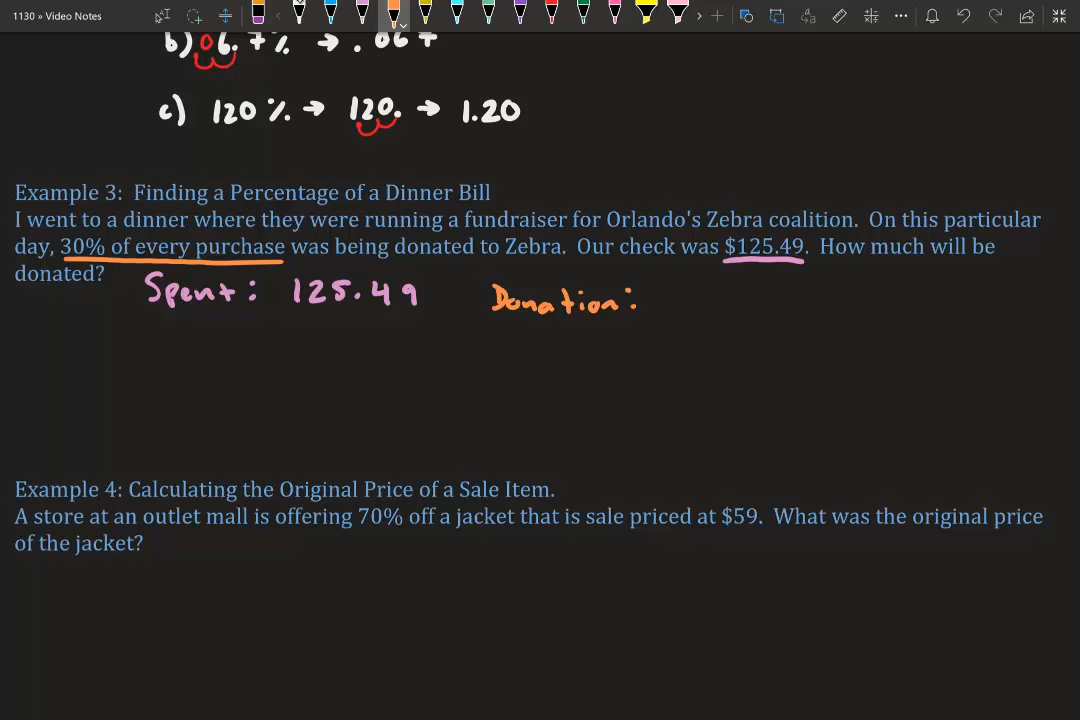 1130 » Video Notes
b) 06.7% → .067
c) 120% → 120. → 1.20
Example 3: Finding a Percentage of a Dinner Bill
I went to a dinner where they were running a fundraiser for Orlando's Zebra coalition. On this particular
day, 30% of every purchase was being donated to Zebra. Our check was $125.49. How much will be
donated?
Spent: 125.49 Donation:
Example 4: Calculating the Original Price of a Sale Item.
A store at an outlet mall is offering 70% off a jacket that is sale priced at $59. What was the original price
of the jacket?